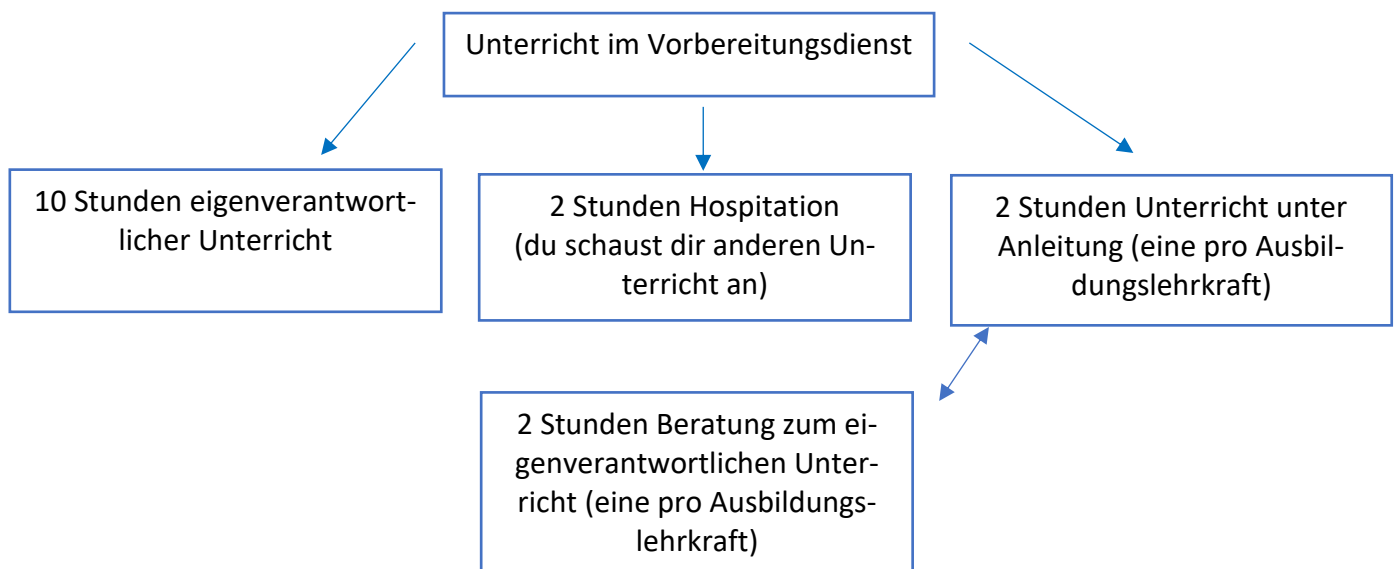 Unterricht im Vorbereitungsdienst
10 Stunden eigenverantwort-
licher Unterricht
2 Stunden Hospitation
(du schaust dir anderen Un-
terricht an)
2 Stunden Unterricht unter
Anleitung (eine pro Ausbil-
dungslehrkraft)
2 Stunden Beratung zum ei-
genverantwortlichen Unter-
richt (eine pro Ausbildungs-
lehrkraft)